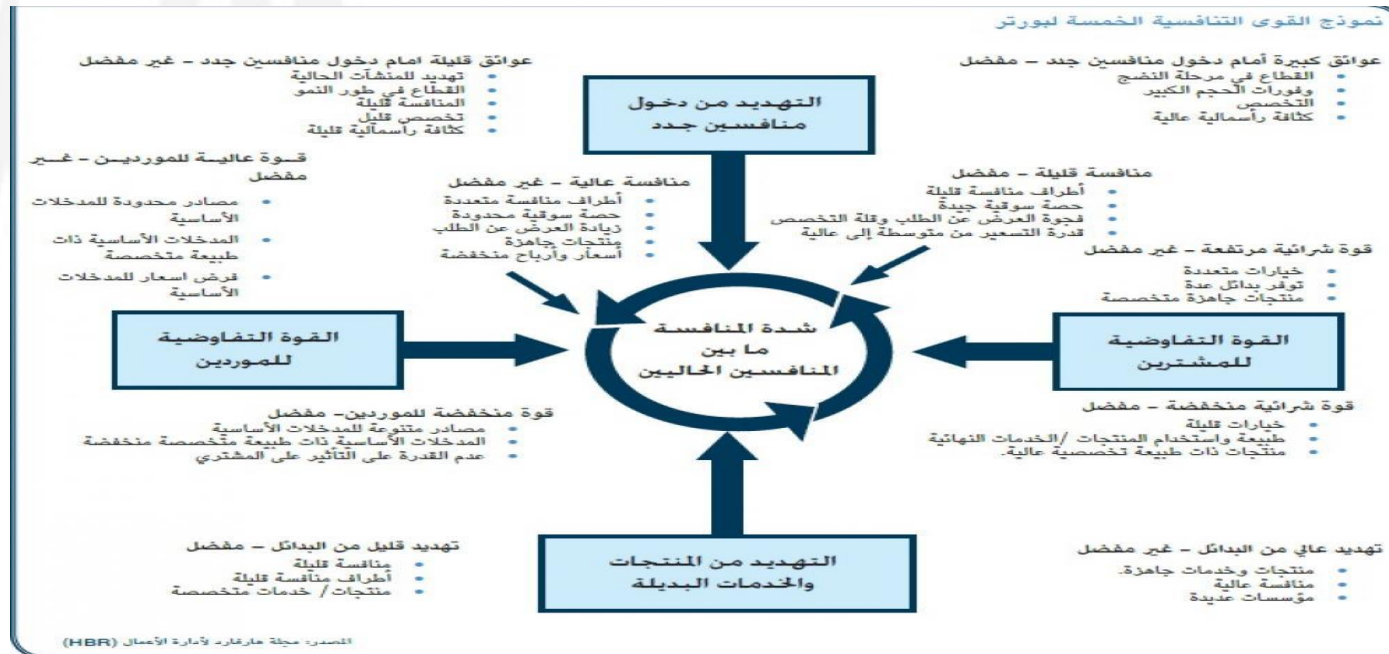 نموذج القوى التنافسية الخمسة لبورتر
عوائق كبيرة أمام دخول منافسين جدد – مفضل
القطاع في مرحلة النضج
وفورات الحجم الكبير
التخصص
كثافة رأسمالية عالية
عوائق قليلة امام دخول منافسين جدد – غير مفضل
تهديد للمنشآت الحالية
القطاع في طور النمو
المنافسة قليلة
تخصص قليل
كثافة رأسمالية قليلة
التهديد من دخول
منافسين جدد
منافسة قليلة – مفضل
أطراف منافسة قليلة
حصة سوقية جيدة
فجوة العرض عن الطلب وقلة التخصص
قدرة التسعير من متوسطة إلى عالية
منافسة عالية – غير مفضل
أطراف منافسة متعددة
حصة سوقية محدودة
زيادة العرض عن الطلب
منتجات جاهزة
أسعار وأرباح منخفضة
قوة عالية للموردين – غير
مفضل
مصادر محدودة للمدخلات
الأساسية
المدخلات الأساسية ذات
طبيعة متخصصة
فرض اسعار للمدخلات
الأساسية
قوة شرائية مرتفعة – غير مفضل
خيارات متعددة
توفر بدائل عدة
منتجات جاهزة متخصصة
القوة التفاوضية
للمشترين
شدة المنافسة
ما بين
المنافسين الحاليين
القوة التفاوضية
للموردين
قوة شرائية منخفضة – مفضل
خيارات قليلة
طبيعة واستخدام المنتجات /الخدمات النهائية
منتجات ذات طبيعة تخصصية عالية.
قوة منخفضة للموردين– مفضل
مصادر متنوعة للمدخلات الأساسية
المدخلات الأساسية ذات طبيعة متخصصة منخفضة
عدم القدرة على التأثير على المشتري
تهديد عالي من البدائل – غير مفضل
منتجات وخدمات جاهزة.
منافسة عالية
مؤسسات عديدة
التهديد من المنتجات
والخدمات البديلة
تهديد قليل من البدائل – مفضل
منافسة قليلة
أطراف منافسة قليلة
منتجات/ خدمات متخصصة
المصدر: مجلة هارفارد لأدارة الأعمال (HBR)